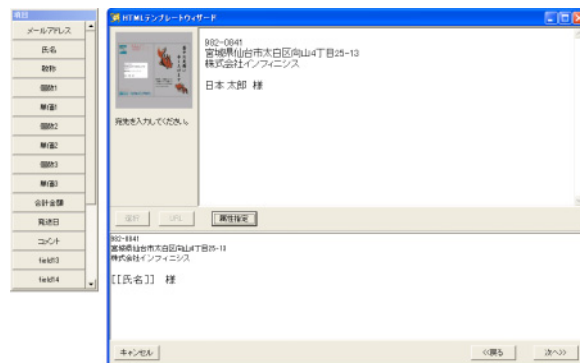 項目
メールアドレス
氏名
敬称
個数1
単価1
個数2
単価2
個数3
単価3
合計金額
発送日
コメント
field13
field14
HTMLテンプレートウィザード
宛先を入力してください。
982-0841
宮城県仙台市太白区向山4丁目25-13
株式会社インフィニシス
日本 太郎 様
選択
URL
属性指定
982-0841
宮城県仙台市太白区向山4丁目25-13
株式会社インフィニシス
[[氏名]] 様
キャンセル
<<戻る
次へ>>